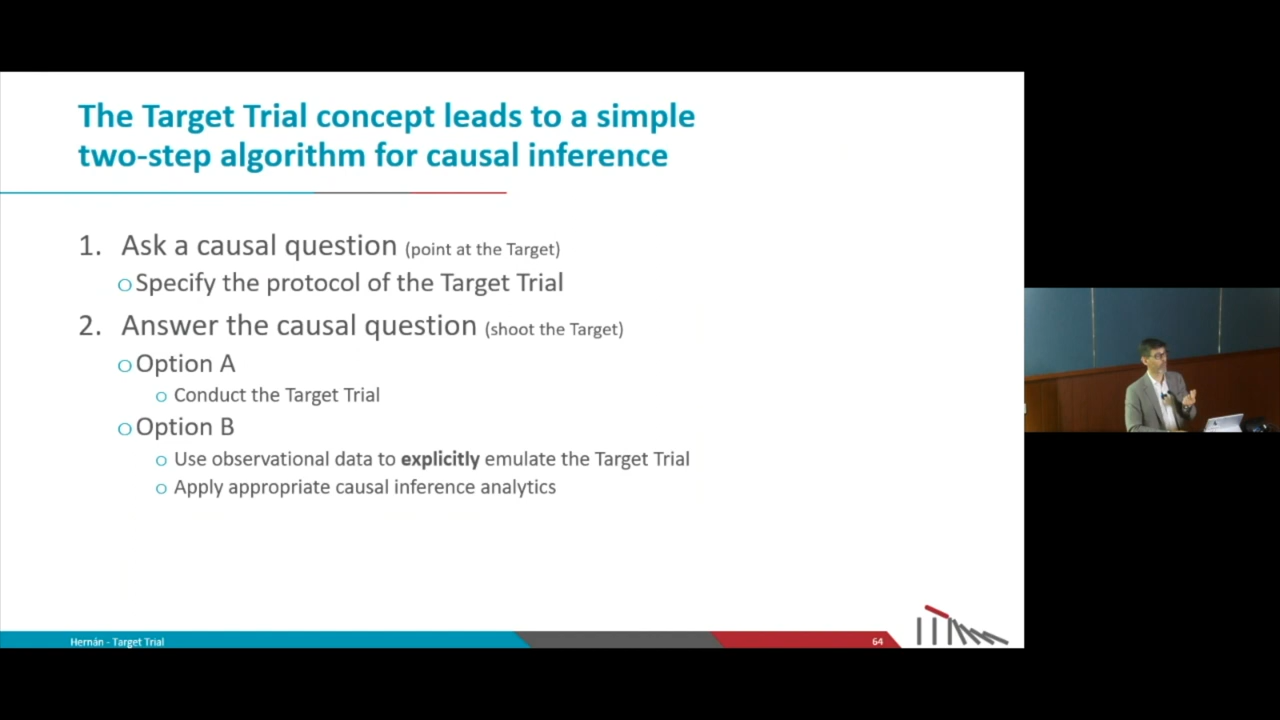 The Target Trial concept leads to a simple
two-step algorithm for causal inference
1. Ask a causal question (point at the Target)
o Specify the protocol of the Target Trial
2. Answer the causal question (shoot the Target)
o Option A
o Conduct the Target Trial
o Option B
o Use observational data to explicitly emulate the Target Trial
o Apply appropriate causal inference analytics
Hernán - Target Trial
64